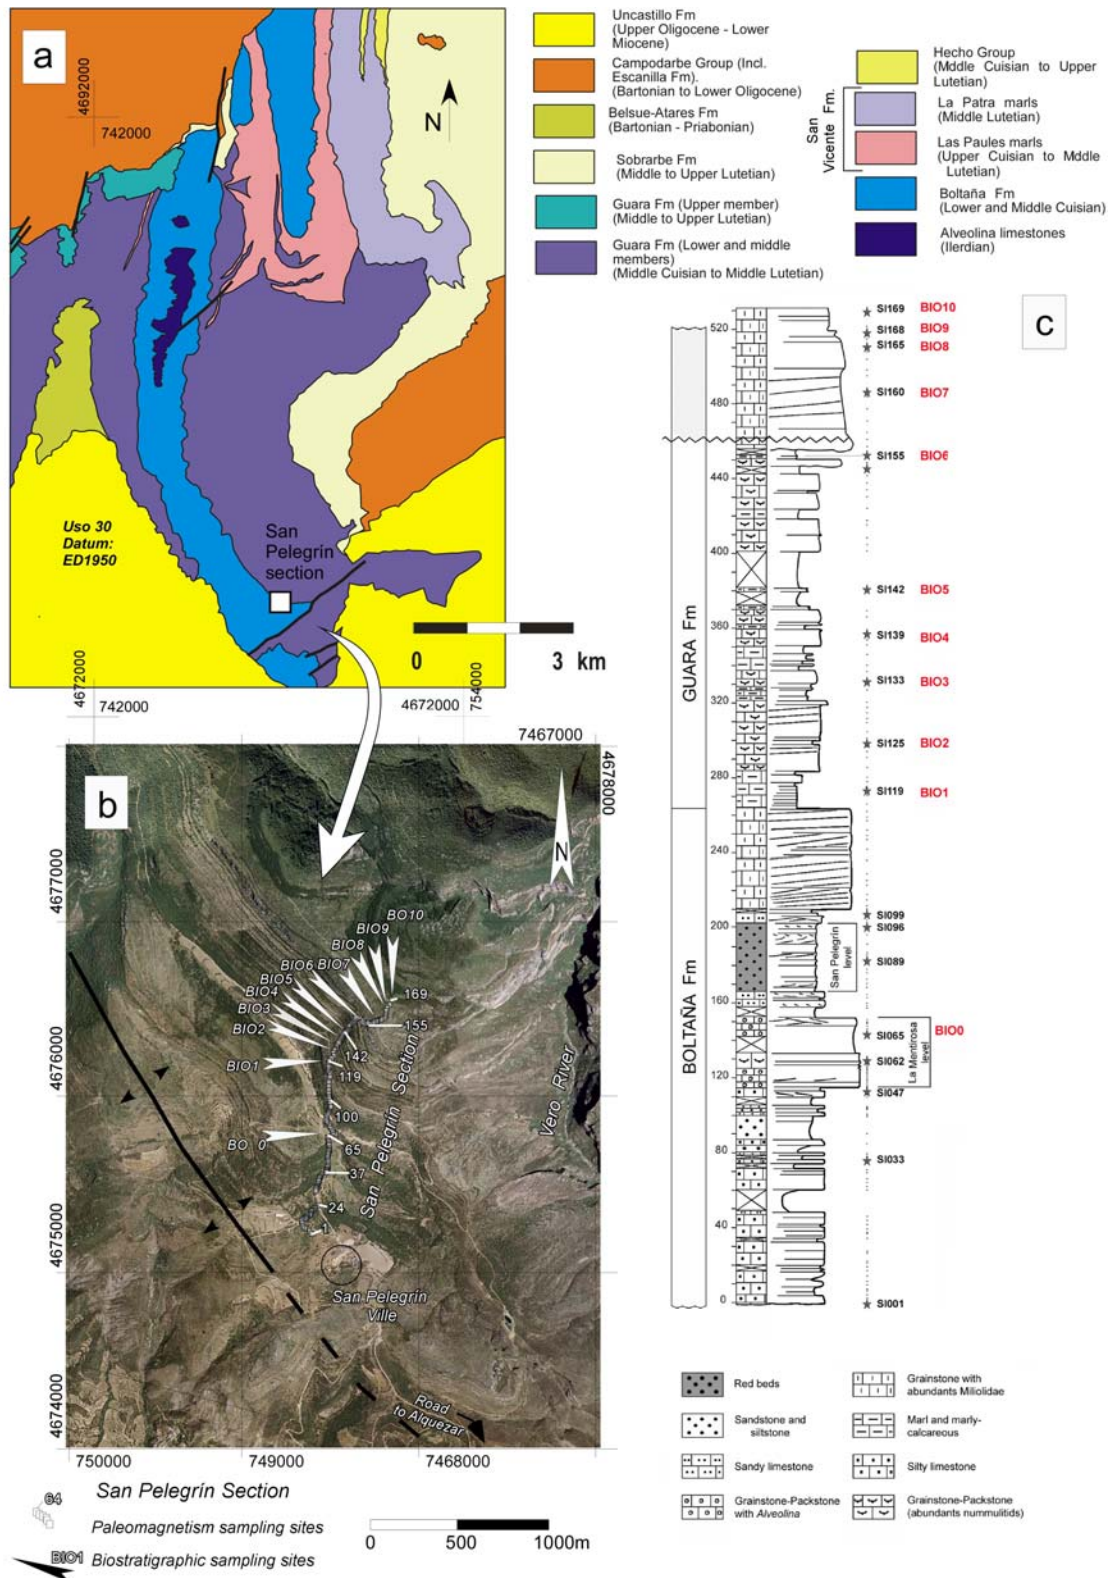 a
4692000
742000
N
Uso 30
Datum:
ED1950
San
Pelegrín
section
0 3 km
4672000
742000
4672000
754000
Uncastillo Fm
(Upper Oligocene - Lower
Miocene)
Campodarbe Group (Incl.
Escanilla Fm).
(Bartonian to Lower Oligocene)
Belsue-Atares Fm
(Bartonian - Priabonian)
Sobrarbe Fm
(Middle to Upper Lutetian)
Guara Fm (Upper member)
(Middle to Upper Lutetian)
Guara Fm (Lower and middle
members)
(Middle Cuisian to Middle Lutetian)
Hecho Group
(Mddle Cuisian to Upper
Lutetian)
San
Vicente Fm.
La Patra marls
(Middle Lutetian)
Las Paules marls
(Upper Cuisian to Mddle
Lutetian)
Boltaña Fm
(Lower and Middle Cuisian)
Alveolina limestones
(Ilerdian)
b
7467000
4678000
4677000
4676000
4675000
4674000
750000
7749000
7468000
N
BO10
BIO9
BIO8
BIO7
BIO6
BIO5
BIO4
BIO3
BIO2
BIO1
BO 0
169
155
142
119
100
65
37
24
1
San Pelegrín Section
Vero River
San Pelegrín
Ville
Road
to Alquezar
San Pelegrín Section
64
Paleomagnetism sampling sites
BIO1
Biostratigraphic sampling sites
0 500 1000m
c
GUARA Fm
BOLTAÑA Fm
520
480
440
400
360
320
280
240
200
160
120
80
40
0
SI169 BIO10
SI168 BIO9
SI165 BIO8
SI160 BIO7
SI155 BIO6
SI142 BIO5
SI139 BIO4
SI133 BIO3
SI125 BIO2
SI119 BIO1
SI099
SI096
SI089
San Pelegrín
level
SI065 BIO0
SI062
La Mentirosa
level
SI047
SI033
SI001
Red beds
Sandstone and
siltstone
Sandy limestone
Grainstone-Packstone
with Alveolina
Grainstone with
abundants Miliolidae
Marl and marly-
calcareous
Silty limestone
Grainstone-Packstone
(abundants nummulitids)